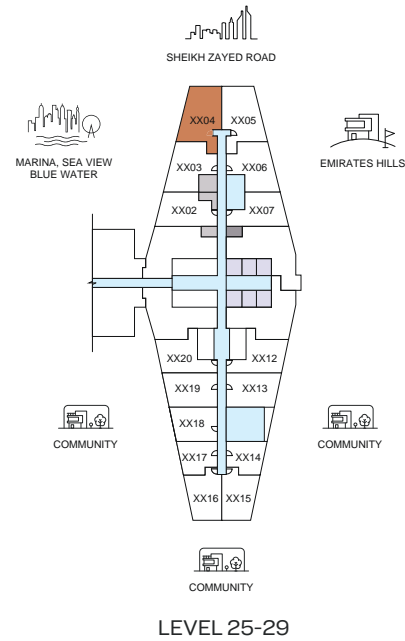 SHEIKH ZAYED ROAD
MARINA, SEA VIEW
BLUE WATER
EMIRATES HILLS
XX04
XX05
XX03
XX06
XX02
XX07
XX20
XX12
XX19
XX13
XX18
XX17
XX14
XX16
XX15
COMMUNITY
COMMUNITY
COMMUNITY
LEVEL 25-29